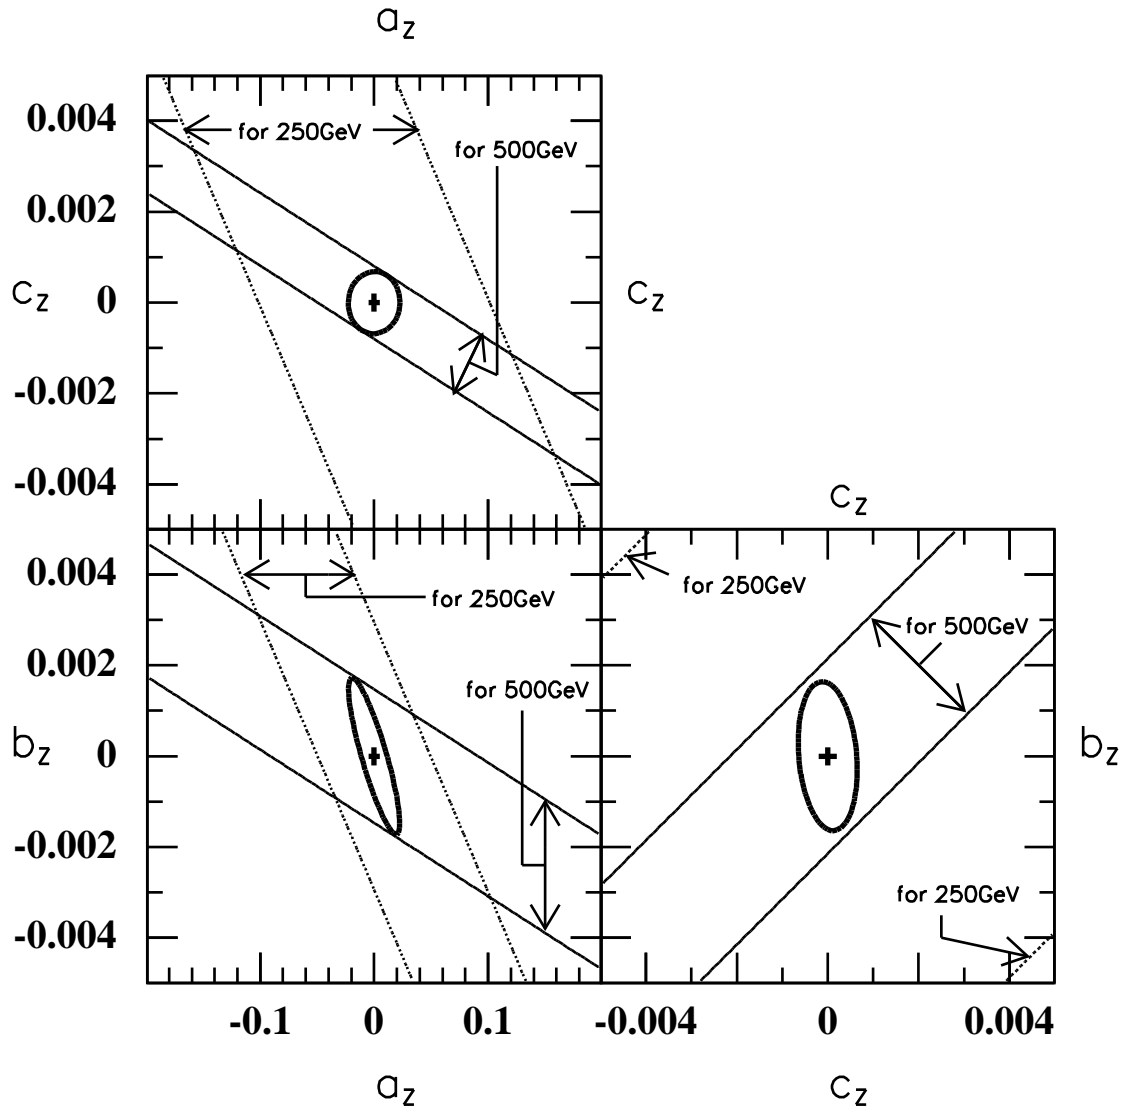 a_z
0.004
for 250GeV
for 500GeV
0.002
c_z
0
c_z
-0.002
-0.004
c_z
0.004
for 250GeV
for 250GeV
for 500GeV
0.002
for 500GeV
b_z
0
b_z
-0.002
for 250GeV
-0.004
-0.1 0 0.1 -0.004 0 0.004
a_z c_z